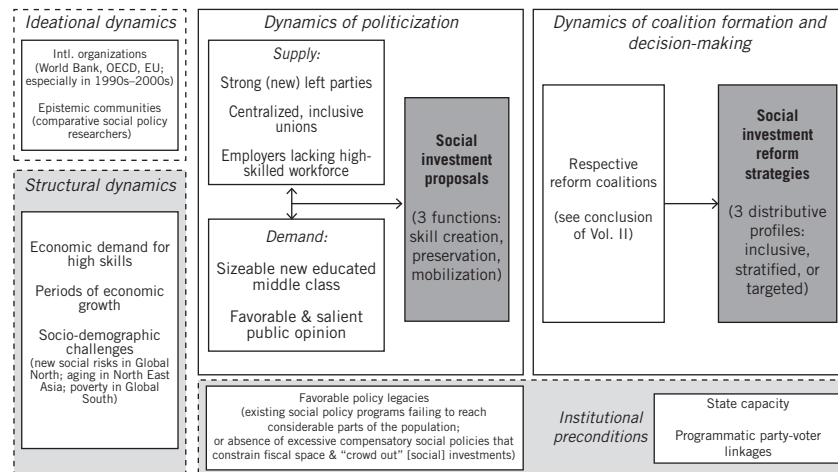 Ideational dynamics
Intl. organizations
(World Bank, OECD, EU;
especially in 1990s–2000s)
Epistemic communities
(comparative social policy
researchers)
Structural dynamics
Economic demand for
high skills
Periods of economic
growth
Socio-demographic
challenges
(new social risks in Global
North; aging in North East
Asia; poverty in Global
South)
Dynamics of politicization
Supply:
Strong (new) left parties
Centralized, inclusive
unions
Employers lacking high-
skilled workforce
Demand:
Sizeable new educated
middle class
Favorable & salient
public opinion
Social
investment
proposals
(3 functions:
skill creation,
preservation,
mobilization)
Dynamics of coalition formation and
decision-making
Respective
reform coalitions
(see conclusion
of Vol. II)
Social
investment
reform
strategies
(3 distributive
profiles:
inclusive,
stratified, or
targeted)
Favorable policy legacies
(existing social policy programs failing to reach
considerable parts of the population;
or absence of excessive compensatory social policies that
constrain fiscal space & “crowd out” [social] investments)
Institutional
preconditions
State capacity
Programmatic party-voter
linkages